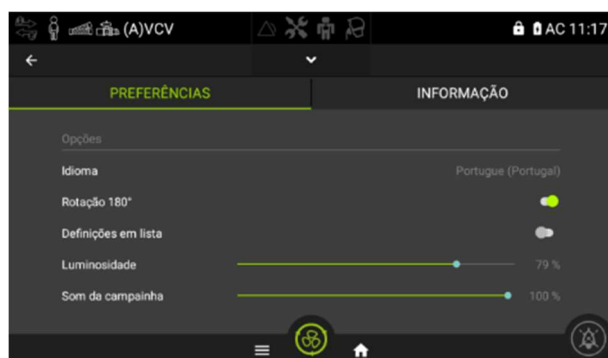 (A)VCV AC 11:17
PREFERÊNCIAS INFORMAÇÃO
Opções
Idioma Portugue (Portugal)
Rotação 180°
Definições em lista
Luminosidade 79 %
Som da campainha 100 %